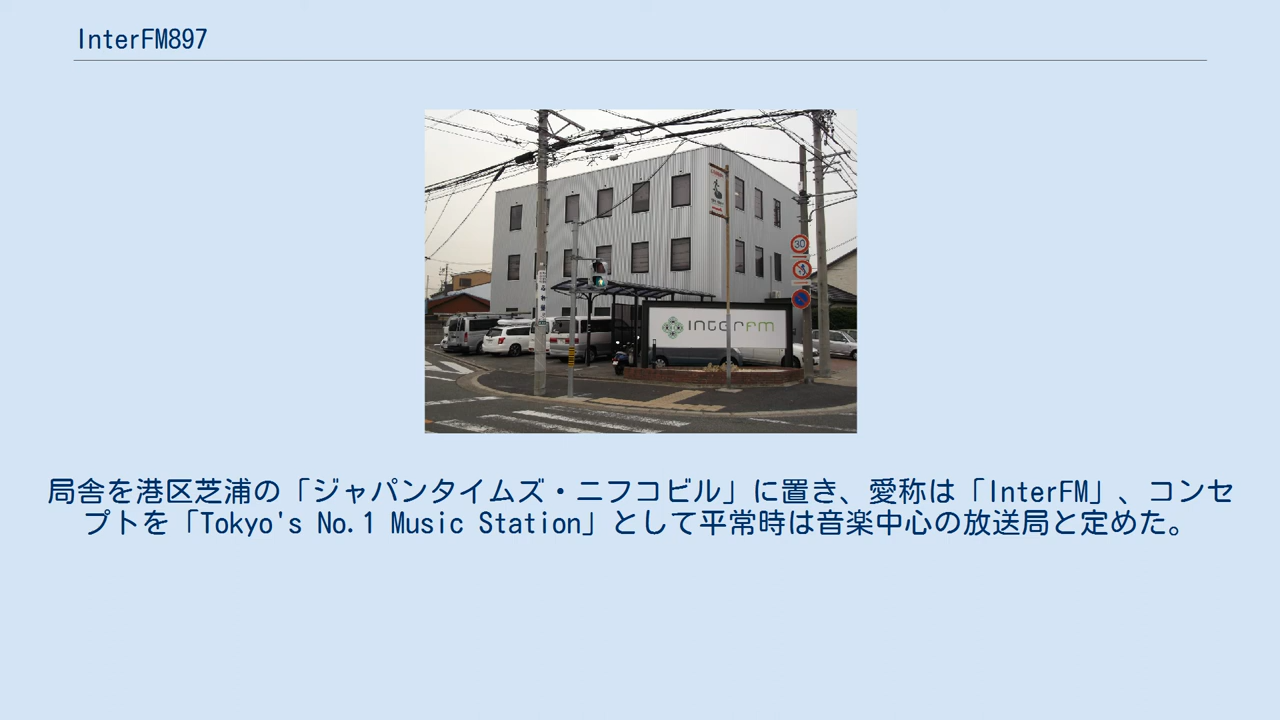 InterFM897
InterFM
30
局舎を港区芝浦の「ジャパンタイムズ・ニフコビル」に置き、愛称は「InterFM」、コンセ
プトを「Tokyo's No.1 Music Station」として平常時は音楽中心の放送局と定めた。